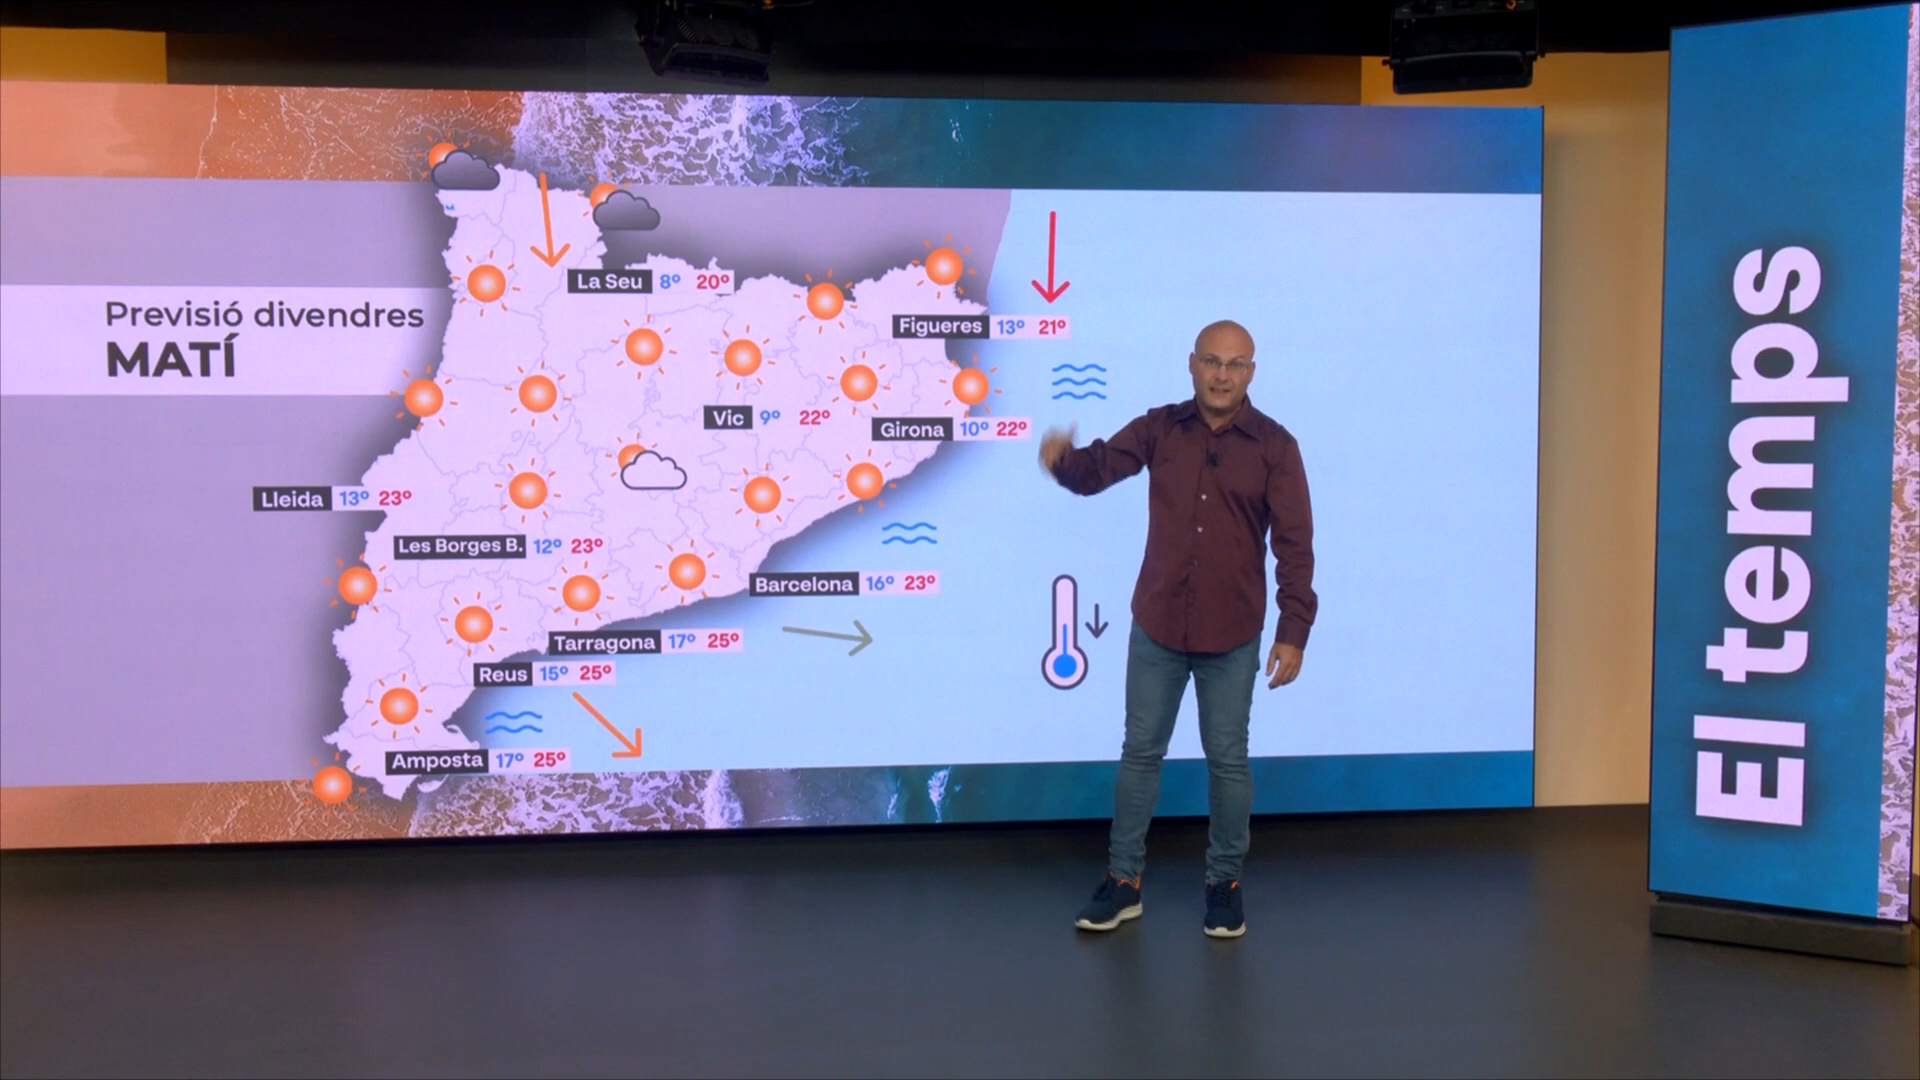 Previsió divendres
MATÍ
La Seu 8º 20º
Figueres 13º 21º
Vic 9º 22º
Girona 10º 22º
Lleida 13º 23º
Les Borges B. 12º 23º
Barcelona 16º 23º
Tarragona 17º 25º
Reus 15º 25º
Amposta 17º 25º
El temps